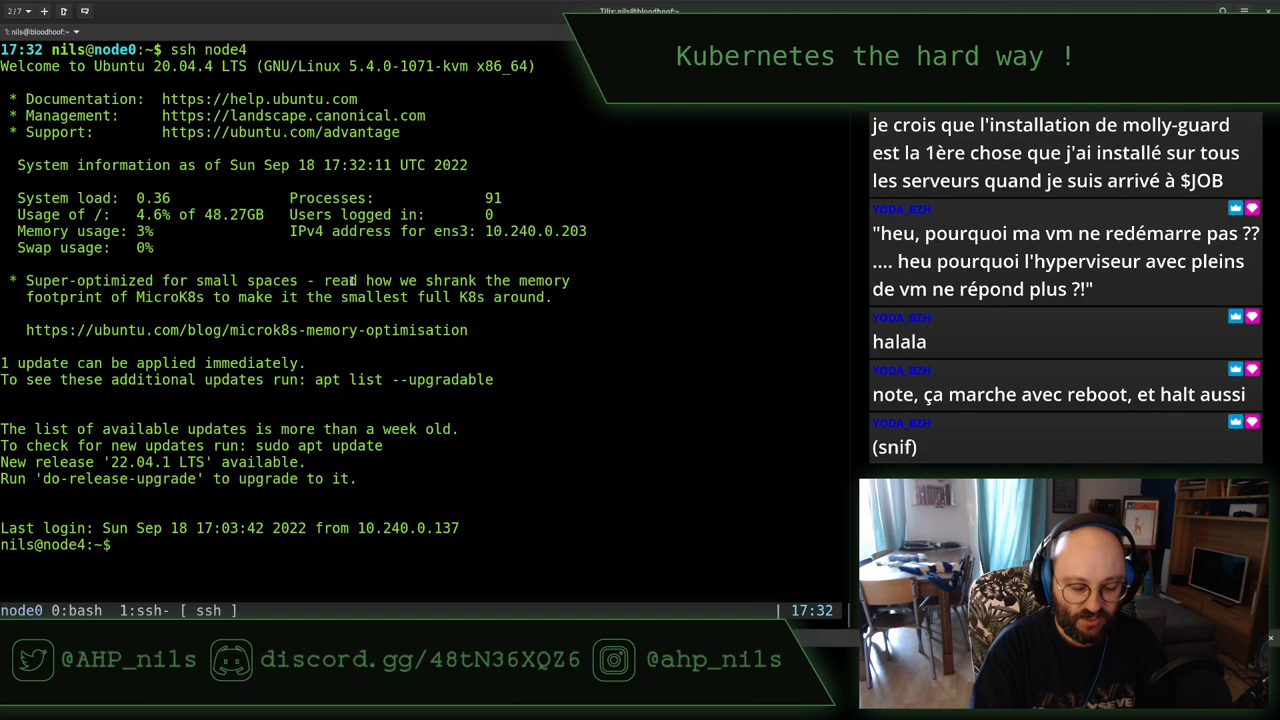 2/7
Tilix: nils@bloodhoof:~
1: nils@bloodhoof:~
Kubernetes the hard way !
17:32 nils@node0:~$ ssh node4
Welcome to Ubuntu 20.04.4 LTS (GNU/Linux 5.4.0-1071-kvm x86_64)
* Documentation:  https://help.ubuntu.com
* Management:     https://landscape.canonical.com
* Support:        https://ubuntu.com/advantage
System information as of Sun Sep 18 17:32:11 UTC 2022
System load:  0.36               Processes:             91
Usage of /:   4.6% of 48.27GB   Users logged in:       0
Memory usage: 3%                 IPv4 address for ens3: 10.240.0.203
Swap usage:   0%
* Super-optimized for small spaces - read how we shrank the memory
footprint of MicroK8s to make it the smallest full K8s around.
https://ubuntu.com/blog/microk8s-memory-optimisation
1 update can be applied immediately.
To see these additional updates run: apt list --upgradable
The list of available updates is more than a week old.
To check for new updates run: sudo apt update
New release '22.04.1 LTS' available.
Run 'do-release-upgrade' to upgrade to it.
Last login: Sun Sep 18 17:03:42 2022 from 10.240.0.137
nils@node4:~$
node0 0:bash  1:ssh- [ ssh ]
| 17:32
je crois que l'installation de molly-guard
est la 1ère chose que j'ai installé sur tous
les serveurs quand je suis arrivé à $JOB
YODA_BZH
"heu, pourquoi ma vm ne redémarre pas ??
.... heu pourquoi l'hyperviseur avec pleins
de vm ne répond plus ?!"
YODA_BZH
halala
YODA_BZH
note, ça marche avec reboot, et halt aussi
YODA_BZH
(snif)
@AHP_nils
discord.gg/48tN36XQZ6
@ahp_nils